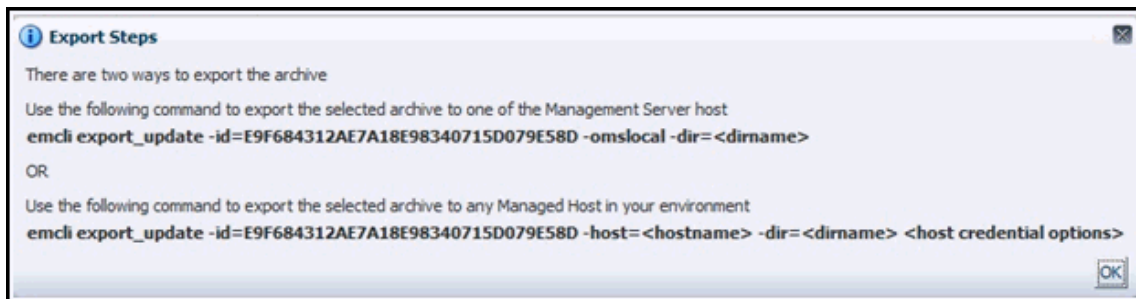 Export Steps
There are two ways to export the archive
Use the following command to export the selected archive to one of the Management Server host
emcli export_update -id=E9F684312AE7A18E98340715D079E58D -omslocal -dir=<dirname>
OR
Use the following command to export the selected archive to any Managed Host in your environment
emcli export_update -id=E9F684312AE7A18E98340715D079E58D -host=<hostname> -dir=<dirname> <host credential options>
OK